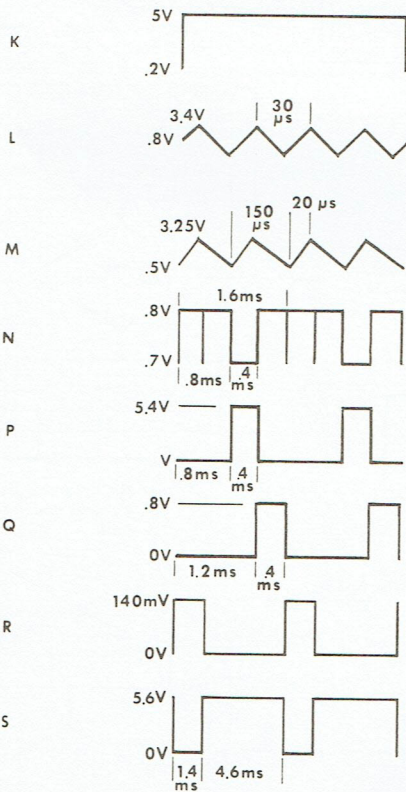 5V
K
.2V
30
3.4V
μs
L
.8V
20 μs
150
3.25V
μs
M
.5V
1.6ms
.8V
N
.7V
.8ms
.4
ms
5.4V
P
V
.8ms
.4
ms
.8V
Q
0V
1.2ms
.4
ms
140mV
R
0V
5.6V
S
0V
1.4
ms
4.6ms